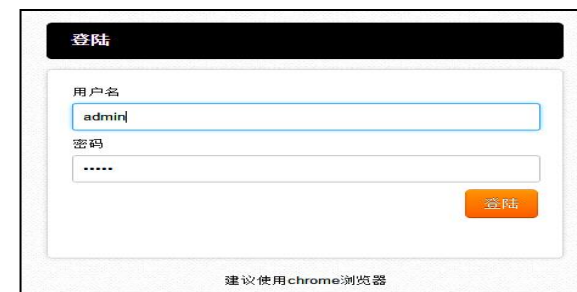 登陆
用户名
admin
密码
•••••
登陆
建议使用chrome浏览器